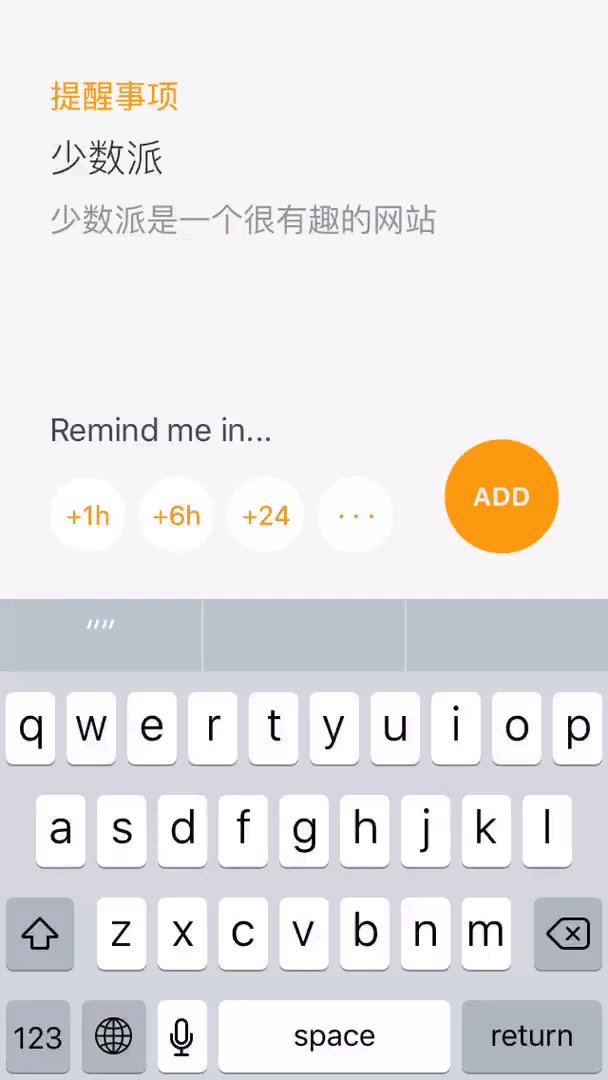 提醒事项
少数派
少数派是一个很有趣的网站
Remind me in...
+1h +6h +24 ··· ADD
""
q w e r t y u i o p
a s d f g h j k l
z x c v b n m
123 space return